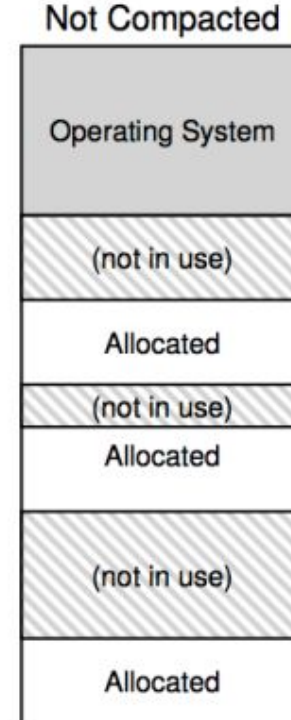 Not Compacted
Operating System
(not in use)
Allocated
(not in use)
Allocated
(not in use)
Allocated